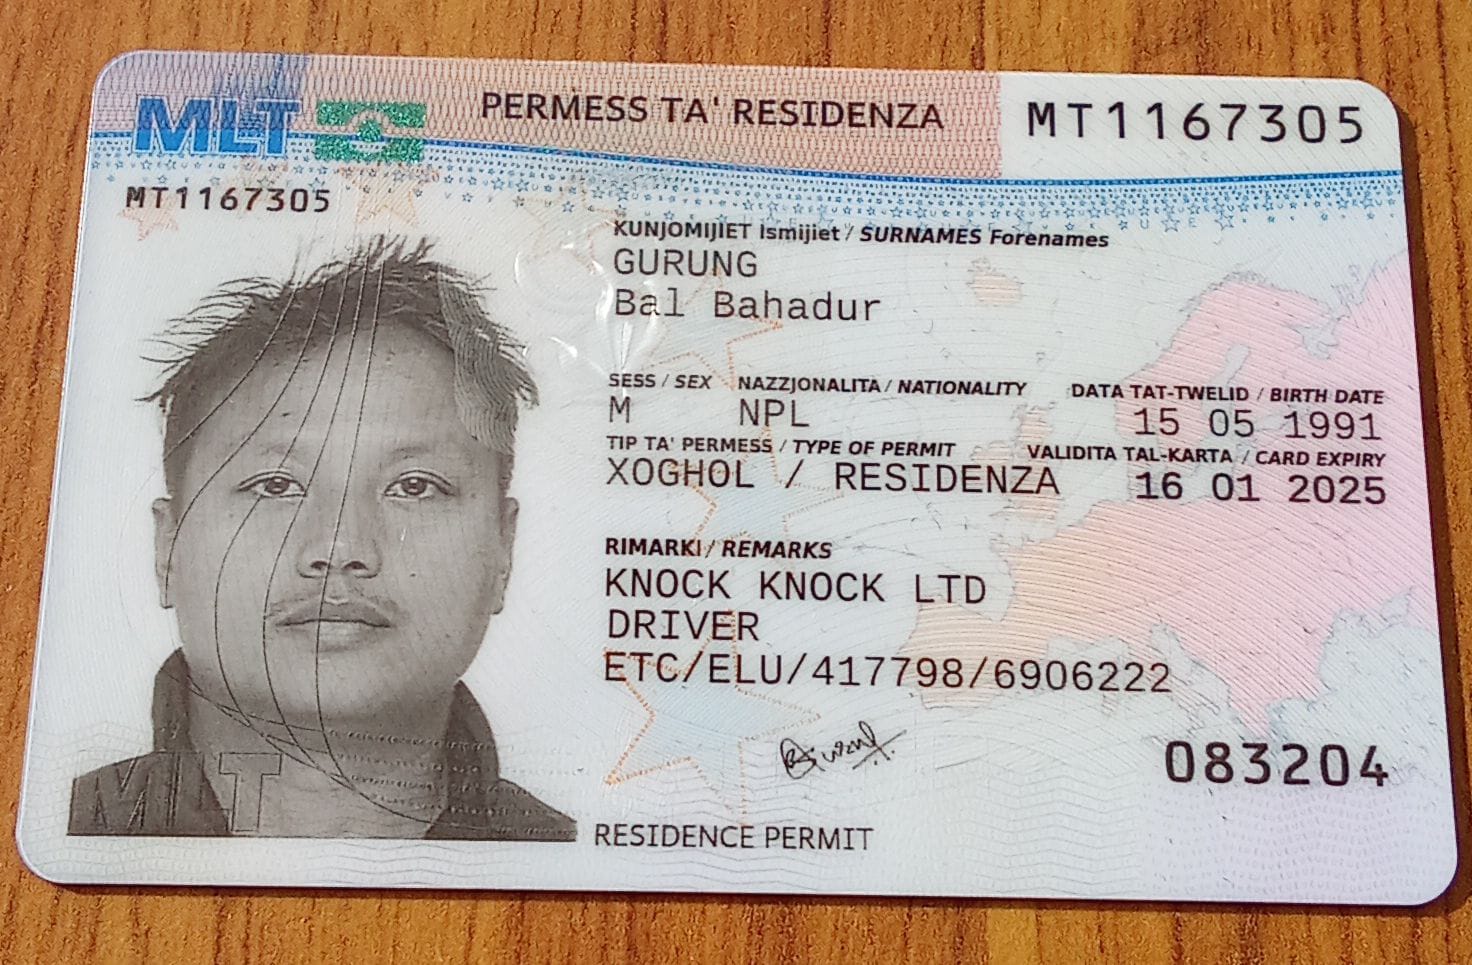 MLT
PERMESS TA' RESIDENZA
MT1167305
MT1167305
KUNJOMIJIET Ismijiet / SURNAMES Forenames
GURUNG
Bal Bahadur
SESS / SEX NAZZJONALITA / NATIONALITY DATA TAT-TWELID / BIRTH DATE
M NPL 15 05 1991
TIP TA' PERMESS / TYPE OF PERMIT VALIDITA TAL-KARTA / CARD EXPIRY
XOGHOL / RESIDENZA 16 01 2025
RIMARKI / REMARKS
KNOCK KNOCK LTD
DRIVER
ETC/ELU/417798/6906222
083204
MLT
RESIDENCE PERMIT